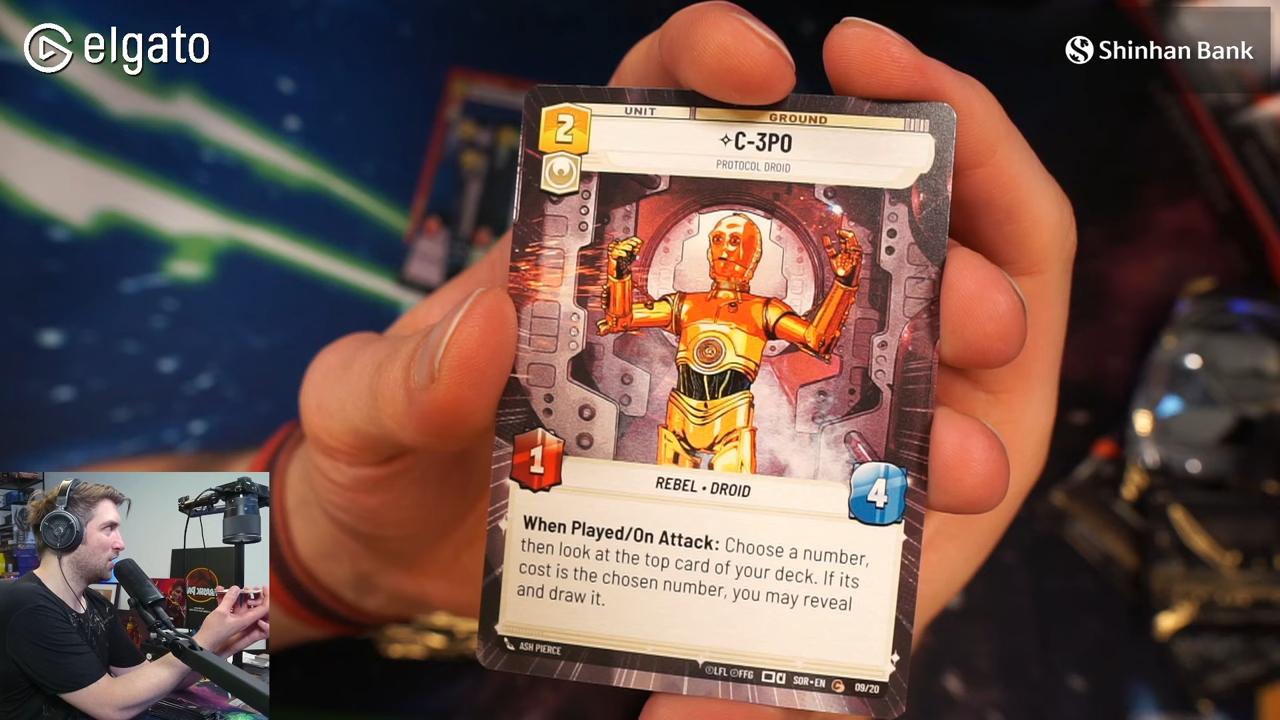 elgato
Shinhan Bank
UNIT
GROUND
2
C-3PO
PROTOCOL DROID
1
REBEL • DROID
4
When Played/On Attack: Choose a number,
then look at the top card of your deck. If its
cost is the chosen number, you may reveal
and draw it.
ASH PIERCE
©LFL ©FFG
SOR • EN
C
09/20